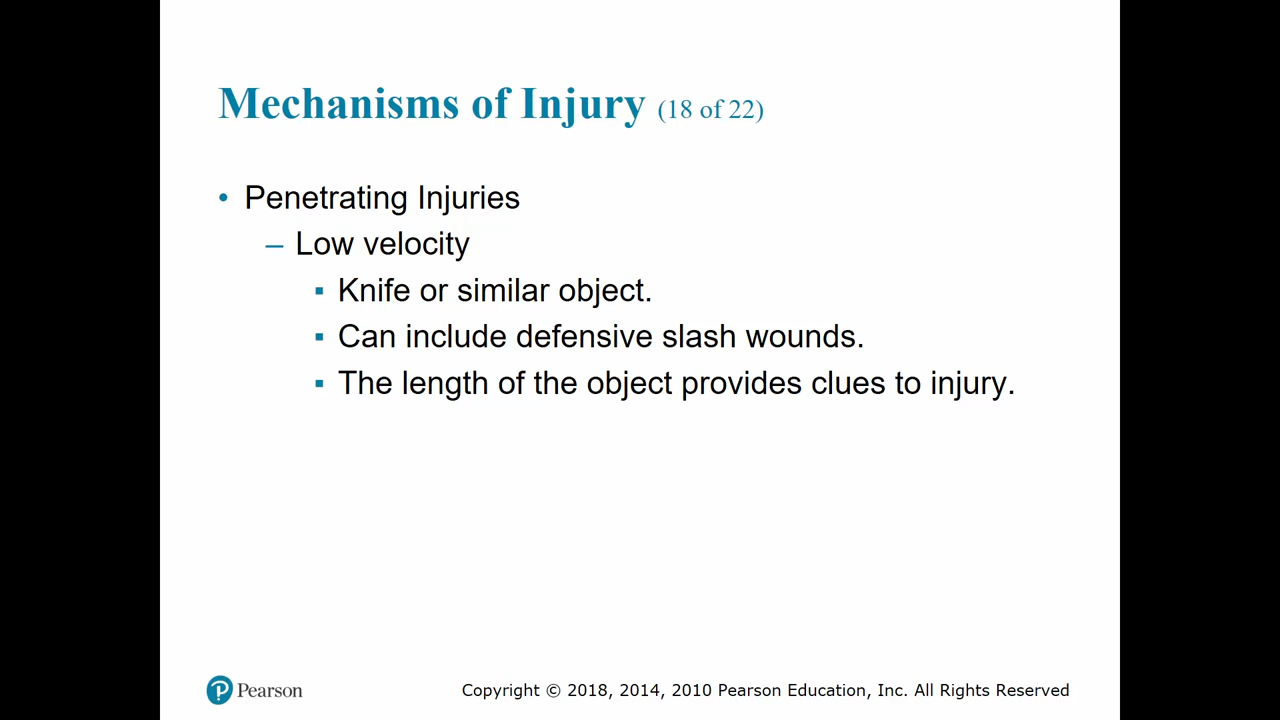 Mechanisms of Injury (18 of 22)
• Penetrating Injuries
– Low velocity
▪ Knife or similar object.
▪ Can include defensive slash wounds.
▪ The length of the object provides clues to injury.
Pearson
Copyright © 2018, 2014, 2010 Pearson Education, Inc. All Rights Reserved